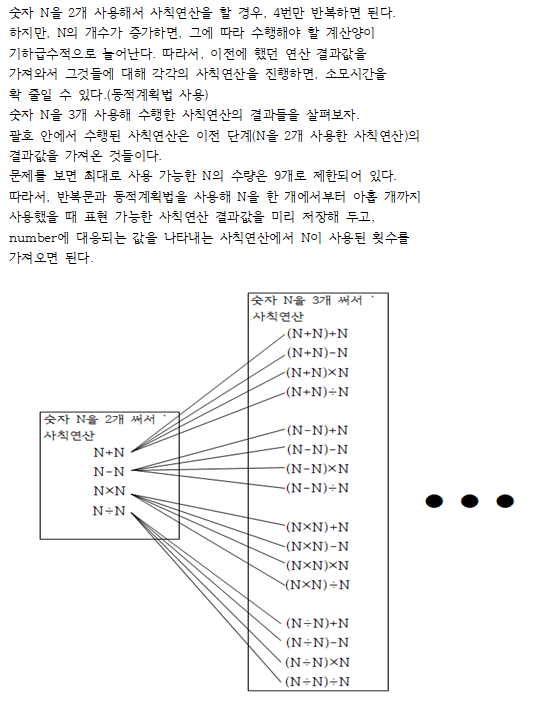 숫자 N을 2개 사용해서 사칙연산을 할 경우, 4번만 반복하면 된다.
하지만, N의 개수가 증가하면, 그에 따라 수행해야 할 계산양이
기하급수적으로 늘어난다. 따라서, 이전에 했던 연산 결과값을
가져와서 그것들에 대해 각각의 사칙연산을 진행하면, 소모시간을
확 줄일 수 있다.(동적계획법 사용)
숫자 N을 3개 사용해 수행한 사칙연산의 결과들을 살펴보자.
괄호 안에서 수행된 사칙연산은 이전 단계(N을 2개 사용한 사칙연산)의
결과값을 가져온 것들이다.
문제를 보면 최대로 사용 가능한 N의 수량은 9개로 제한되어 있다.
따라서, 반복문과 동적계획법을 사용해 N을 한 개에서부터 아홉 개까지
사용했을 때 표현 가능한 사칙연산 결과값을 미리 저장해 두고,
number에 대응되는 값을 나타내는 사칙연산에서 N이 사용된 횟수를
가져오면 된다.
숫자 N을 2개 써서
사칙연산
N+N
N-N
N×N
N÷N
숫자 N을 3개 써서
사칙연산
(N+N)+N
(N+N)-N
(N+N)×N
(N+N)÷N
(N-N)+N
(N-N)-N
(N-N)×N
(N-N)÷N
(N×N)+N
(N×N)-N
(N×N)×N
(N×N)÷N
(N÷N)+N
(N÷N)-N
(N÷N)×N
(N÷N)÷N